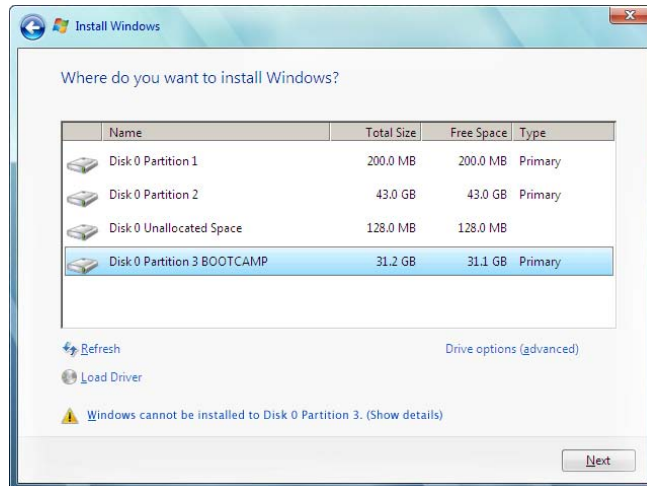 Install Windows
Where do you want to install Windows?
Name Total Size Free Space Type
Disk 0 Partition 1 200.0 MB 200.0 MB Primary
Disk 0 Partition 2 43.0 GB 43.0 GB Primary
Disk 0 Unallocated Space 128.0 MB 128.0 MB
Disk 0 Partition 3 BOOTCAMP 31.2 GB 31.1 GB Primary
Refresh Drive options (advanced)
Load Driver
Windows cannot be installed to Disk 0 Partition 3. (Show details)
Next